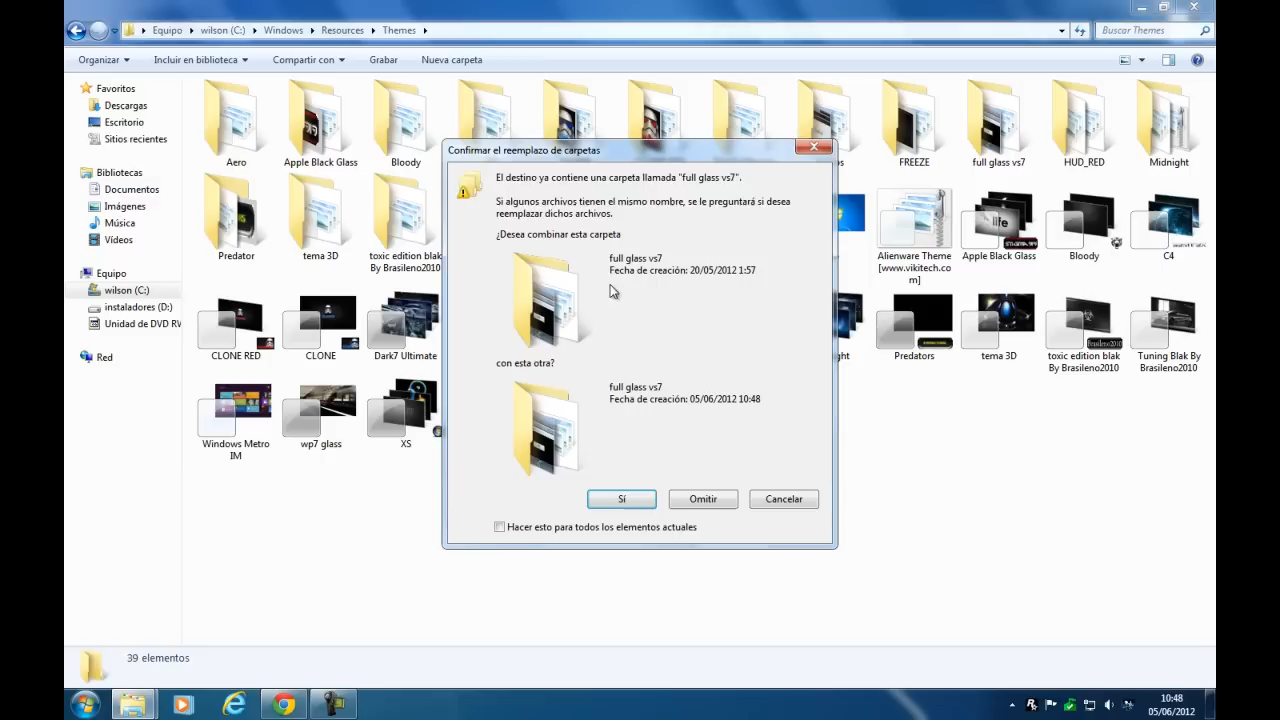 Equipo
wilson (C:)
Windows
Resources
Themes
Buscar Themes
Organizar
Incluir en biblioteca
Compartir con
Grabar
Nueva carpeta
Favoritos
Descargas
Escritorio
Sitios recientes
Bibliotecas
Documentos
Imágenes
Música
Vídeos
Equipo
wilson (C:)
instaladores (D:)
Unidad de DVD RW
Red
Aero
Apple Black Glass
Bloody
FREEZE
full glass vs7
HUD_RED
Midnight
Predator
tema 3D
toxic edition blak
By Brasileno2010
Alienware Theme
[www.vikitech.co
m]
Apple Black Glass
Bloody
C4
CLONE RED
CLONE
Dark7 Ultimate
Predators
tema 3D
toxic edition blak
By Brasileno2010
Tuning Blak By
Brasileno2010
Windows Metro
IM
wp7 glass
XS
Confirmar el reemplazo de carpetas
El destino ya contiene una carpeta llamada "full glass vs7".
Si algunos archivos tienen el mismo nombre, se le preguntará si desea
reemplazar dichos archivos.
¿Desea combinar esta carpeta
full glass vs7
Fecha de creación: 20/05/2012 1:57
con esta otra?
full glass vs7
Fecha de creación: 05/06/2012 10:48
Sí
Omitir
Cancelar
Hacer esto para todos los elementos actuales
39 elementos
10:48
05/06/2012